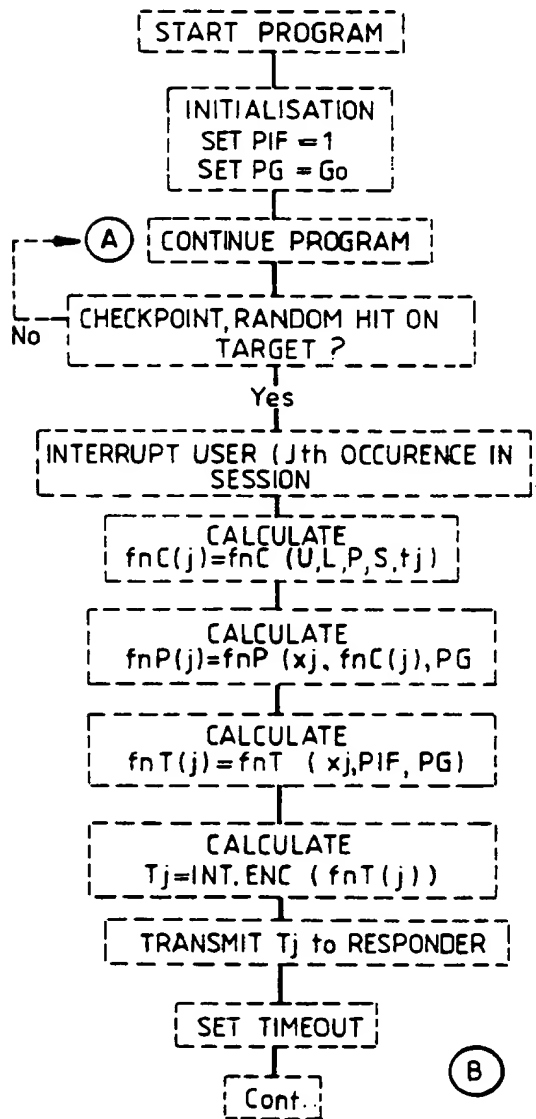 START PROGRAM
INITIALISATION
SET PIF = 1
SET PG = Go
A
CONTINUE PROGRAM
No
CHECKPOINT, RANDOM HIT ON
TARGET ?
Yes
INTERRUPT USER (Jth OCCURENCE IN
SESSION
CALCULATE
fnC(j)=fnC (U,L,P,S,tj)
CALCULATE
fnP(j)=fnP (xj, fnC(j),PG
CALCULATE
fnT(j)=fnT ( xj,PIF, PG)
CALCULATE
Tj=INT.ENC ( fnT(j))
TRANSMIT Tj to RESPONDER
SET TIMEOUT
B
Cont..